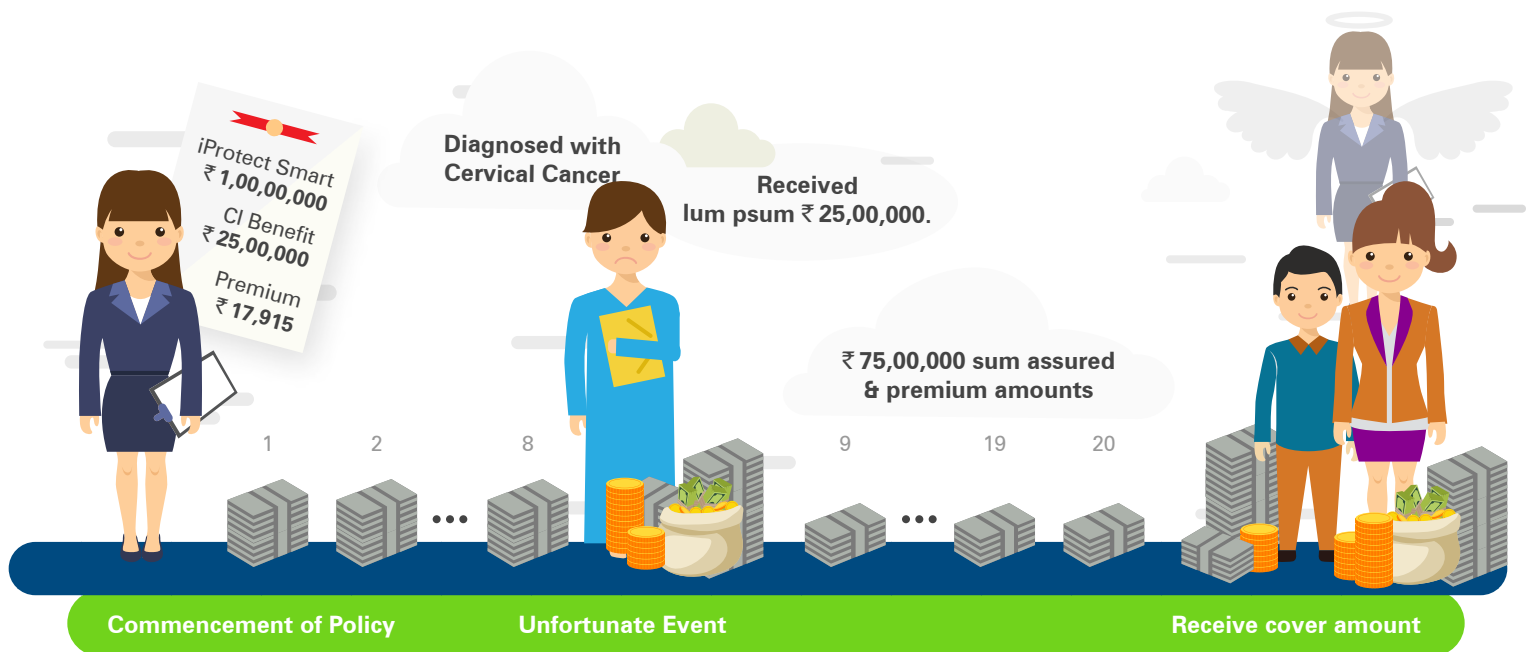 iProtect Smart
₹ 1,00,00,000
CI Benefit
₹ 25,00,000
Premium
₹ 17,915
Diagnosed with
Cervical Cancer
Received
lum psum ₹ 25,00,000.
₹ 75,00,000 sum assured
& premium amounts
1 2 8 9 19 20
Commencement of Policy Unfortunate Event Receive cover amount